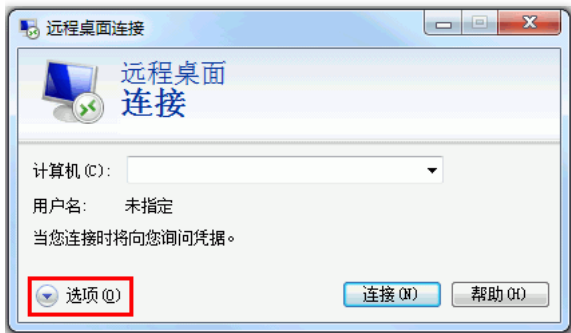 远程桌面连接
远程桌面
连接
计算机(C):
用户名: 未指定
当您连接时将向您询问凭据。
选项(O) 连接(N) 帮助(H)